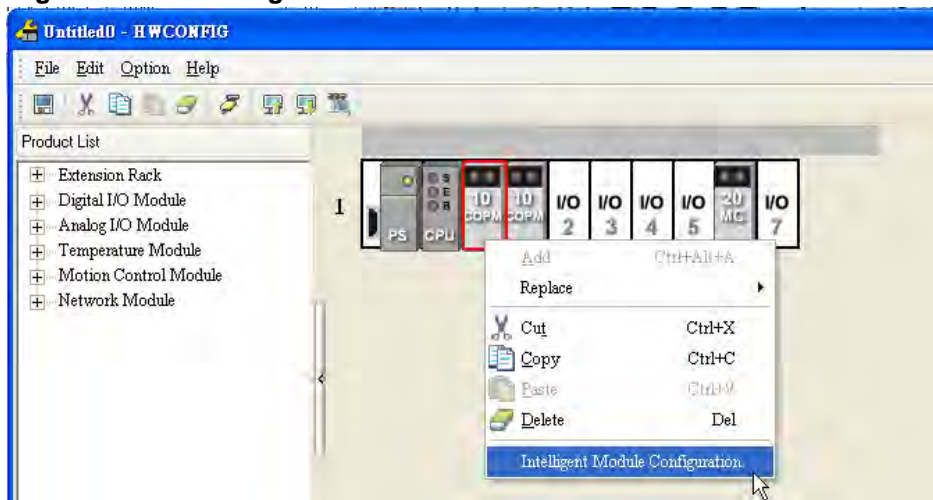 Untitled0 - HWCONFIG
File Edit Option Help
Product List
Extension Rack
Digital I/O Module
Analog I/O Module
Temperature Module
Motion Control Module
Network Module
1
PS CPU 10 COPM 10 COPM I/O 2 I/O 3 I/O 4 I/O 5 20 MC I/O 7
Add Ctrl+Alt+A
Replace
Cut Ctrl+X
Copy Ctrl+C
Paste Ctrl+V
Delete Del
Intelligent Module Configuration